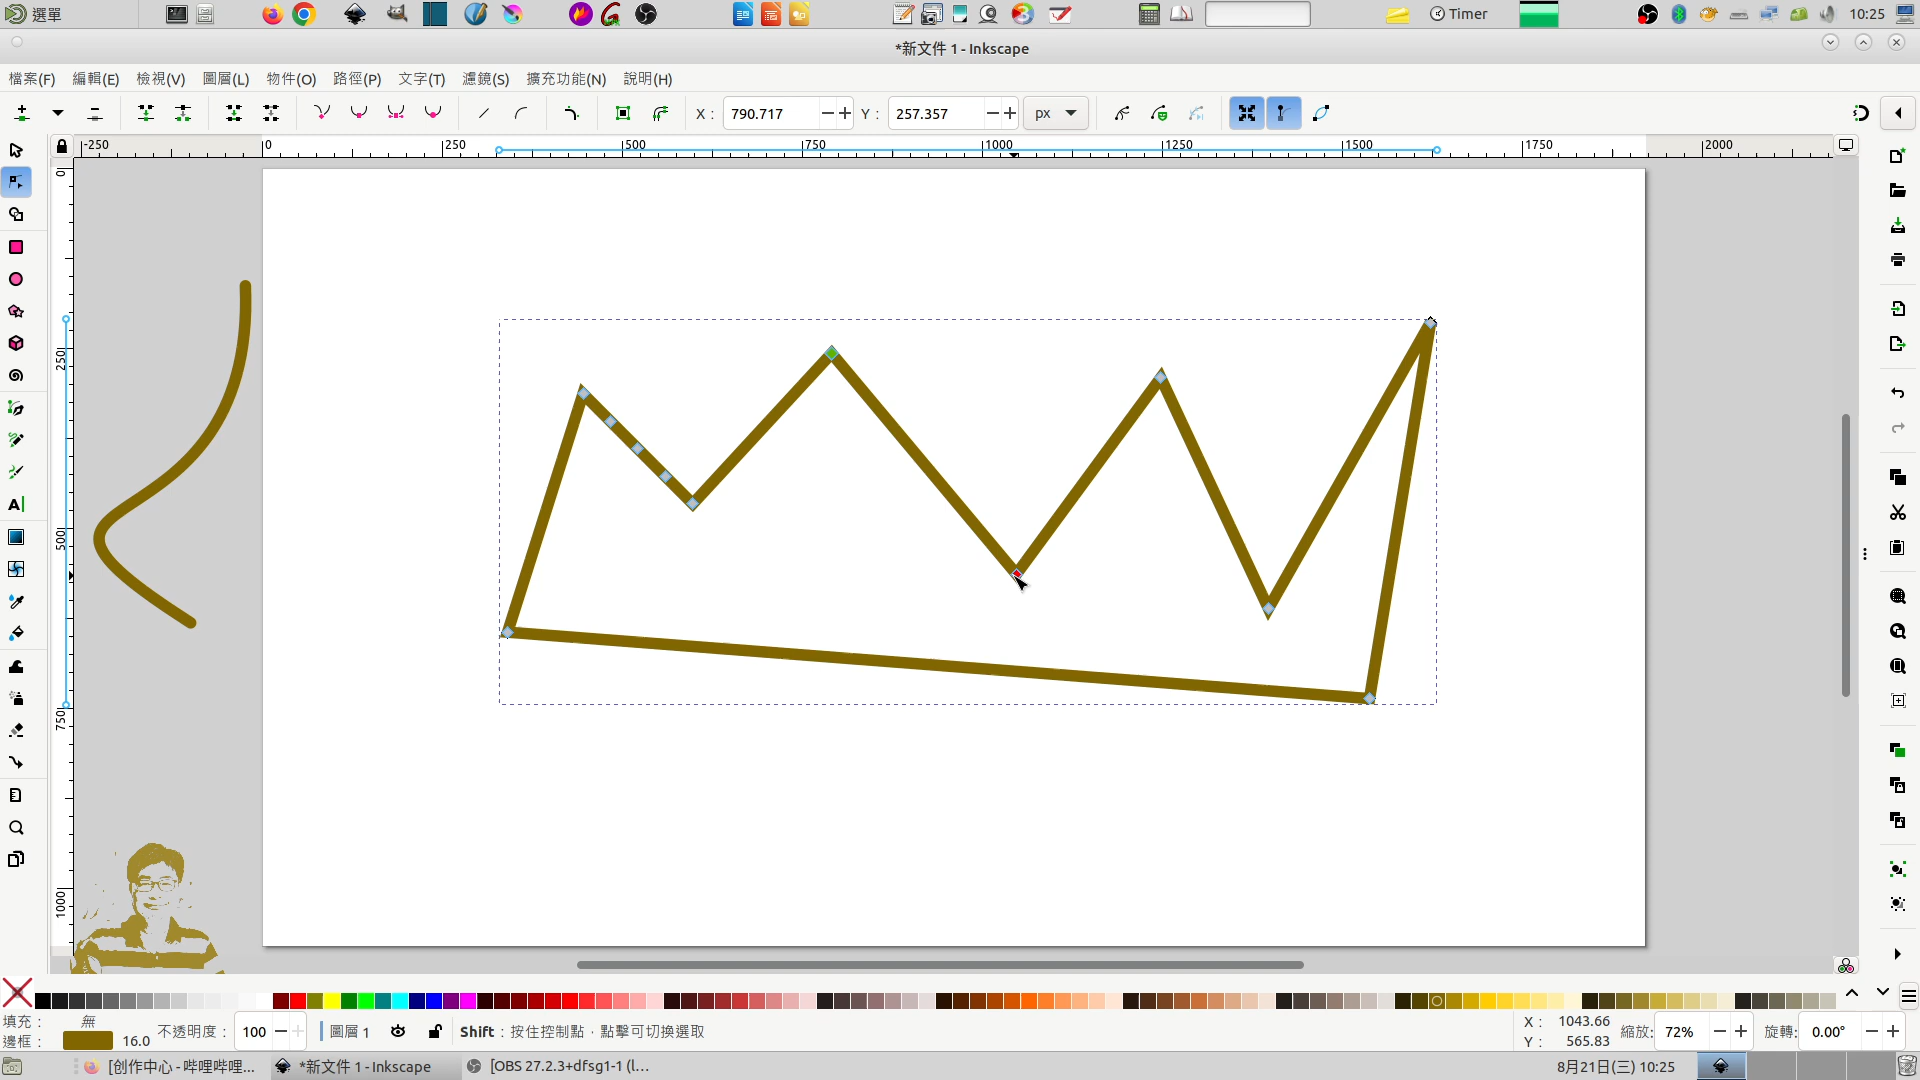 選單
Timer
10:25
*新文件 1 - Inkscape
檔案(F) 編輯(E) 檢視(V) 圖層(L) 物件(O) 路徑(P) 文字(T) 濾鏡(S) 擴充功能(N) 說明(H)
X : 790.717 Y : 257.357 px
-250 0 250 500 750 1000 1250 1500 1750 2000
0
250
500
750
1000
填充 : 無
邊框 : 16.0
不透明度 : 100
圖層 1
Shift : 按住控制點，點擊可切換選取
X : 1043.66
Y : 565.83
縮放: 72%
旋轉: 0.00°
[创作中心 - 哔哩哔哩...
*新文件 1 - Inkscape
[OBS 27.2.3+dfsg1-1 (l...
8月21日(三) 10:25